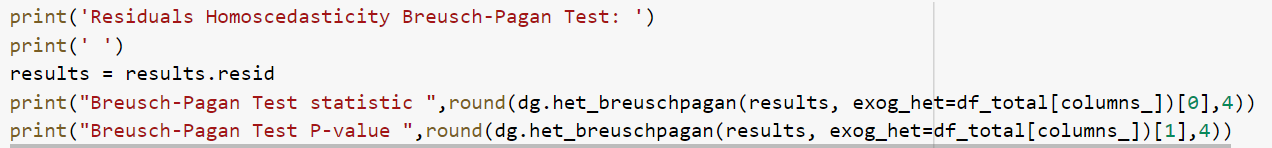 print('Residuals Homoscedasticity Breusch-Pagan Test: ')
print(' ')
results = results.resid
print("Breusch-Pagan Test statistic ",round(dg.het_breuschpagan(results, exog_het=df_total[columns_])[0],4))
print("Breusch-Pagan Test P-value ",round(dg.het_breuschpagan(results, exog_het=df_total[columns_])[1],4))